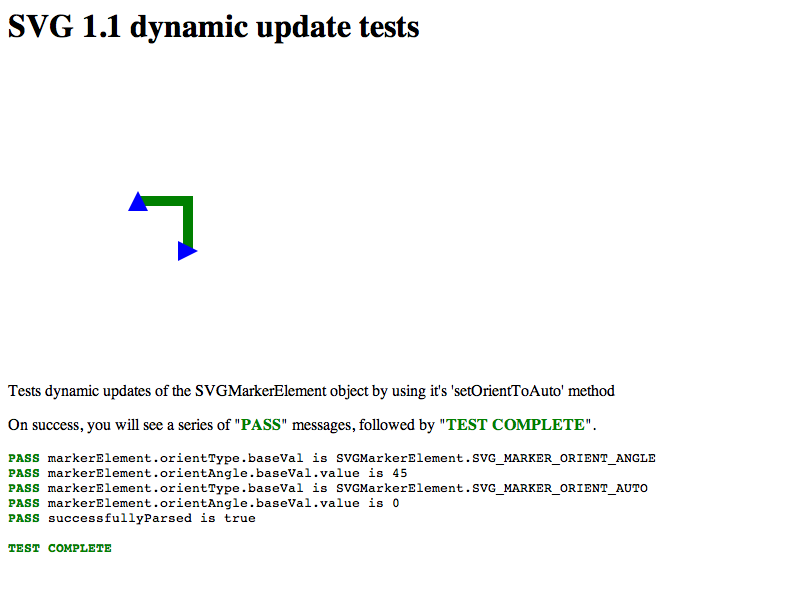 SVG 1.1 dynamic update tests
Tests dynamic updates of the SVGMarkerElement object by using it's 'setOrientToAuto' method
On success, you will see a series of "PASS" messages, followed by "TEST COMPLETE".
PASS markerElement.orientType.baseVal is SVGMarkerElement.SVG_MARKER_ORIENT_ANGLE
PASS markerElement.orientAngle.baseVal.value is 45
PASS markerElement.orientType.baseVal is SVGMarkerElement.SVG_MARKER_ORIENT_AUTO
PASS markerElement.orientAngle.baseVal.value is 0
PASS successfullyParsed is true
TEST COMPLETE